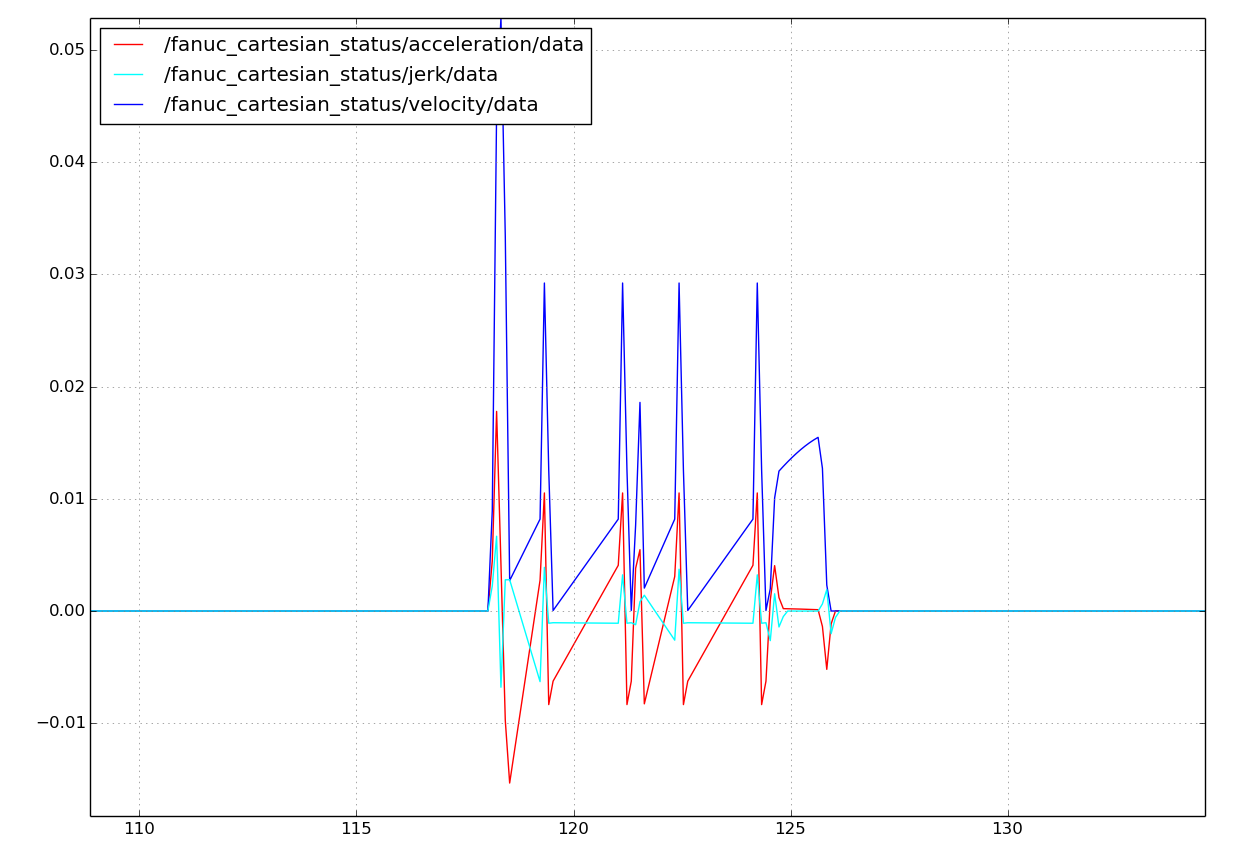 /fanuc_cartesian_status/acceleration/data
/fanuc_cartesian_status/jerk/data
/fanuc_cartesian_status/velocity/data
0.05
0.04
0.03
0.02
0.01
0.00
−0.01
110 115 120 125 130